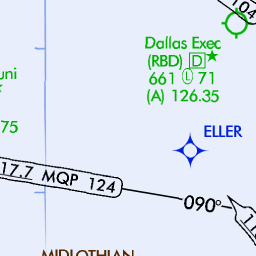 104
Dallas Exec
(RBD) D
661 Ⓛ 71
(A) 126.35
uni
75
ELLER
17.7 MQP 124
090°
MIDLOTHIAN